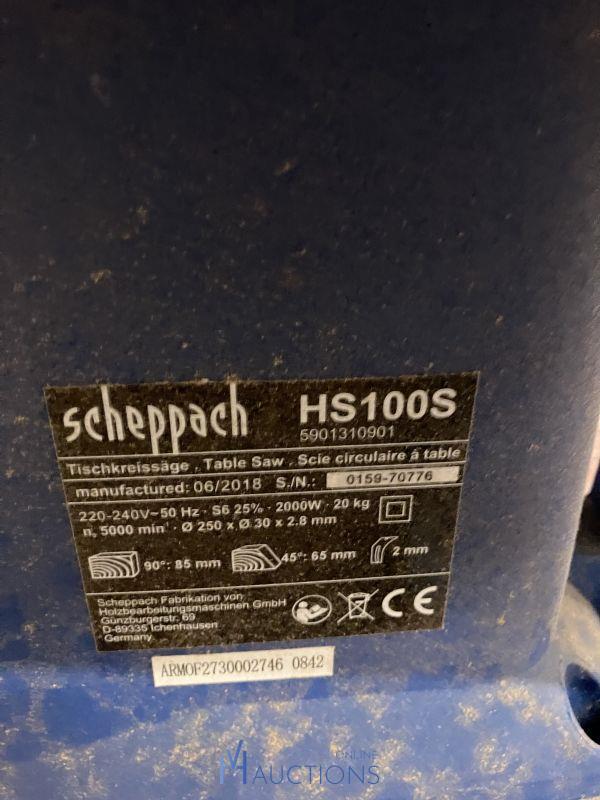 scheppach HS100S
5901310901
Tischkreissäge . Table Saw . Scie circulaire á table
manufactured: 06/2018 S./N.: 0159-70776
220-240V~50 Hz · S6 25% · 2000W · 20 kg
n₀ 5000 min⁻¹ · Ø 250 x Ø 30 x 2.8 mm
90°: 85 mm 45°: 65 mm 2 mm
Scheppach Fabrikation von
Holzbearbeitungsmaschinen GmbH
Günzburgerstr. 69
D-89335 Ichenhausen
Germany
CE
ARMOF2730002746 0842
VM ONLINE
AUCTIONS